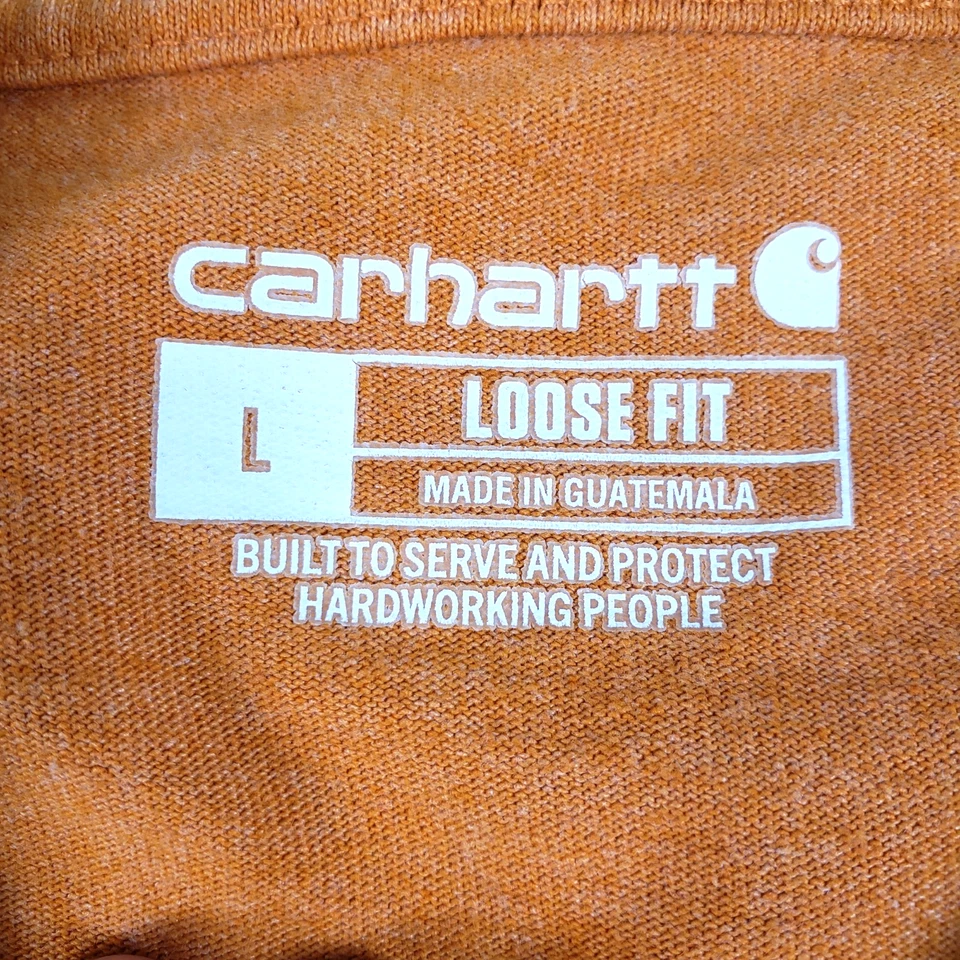 carhartt
L
LOOSE FIT
MADE IN GUATEMALA
BUILT TO SERVE AND PROTECT
HARDWORKING PEOPLE